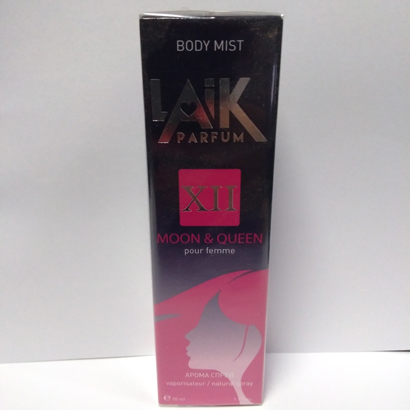 BODY MIST
LAiK
PARFUM
XII
MOON & QUEEN
pour femme
АРОМА СПРЕЙ
vaporisateur / natural spray